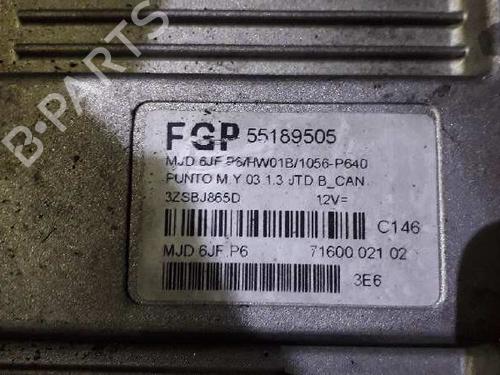 B-PARTS
FGP 55189505
MJD 6JF.P6/HW01B/1056-P640
PUNTO M.Y.03 1.3 JTD B_CAN
3ZSBJ865D 12V=
C146
MJD 6JF.P6 71600 021 02
3E6